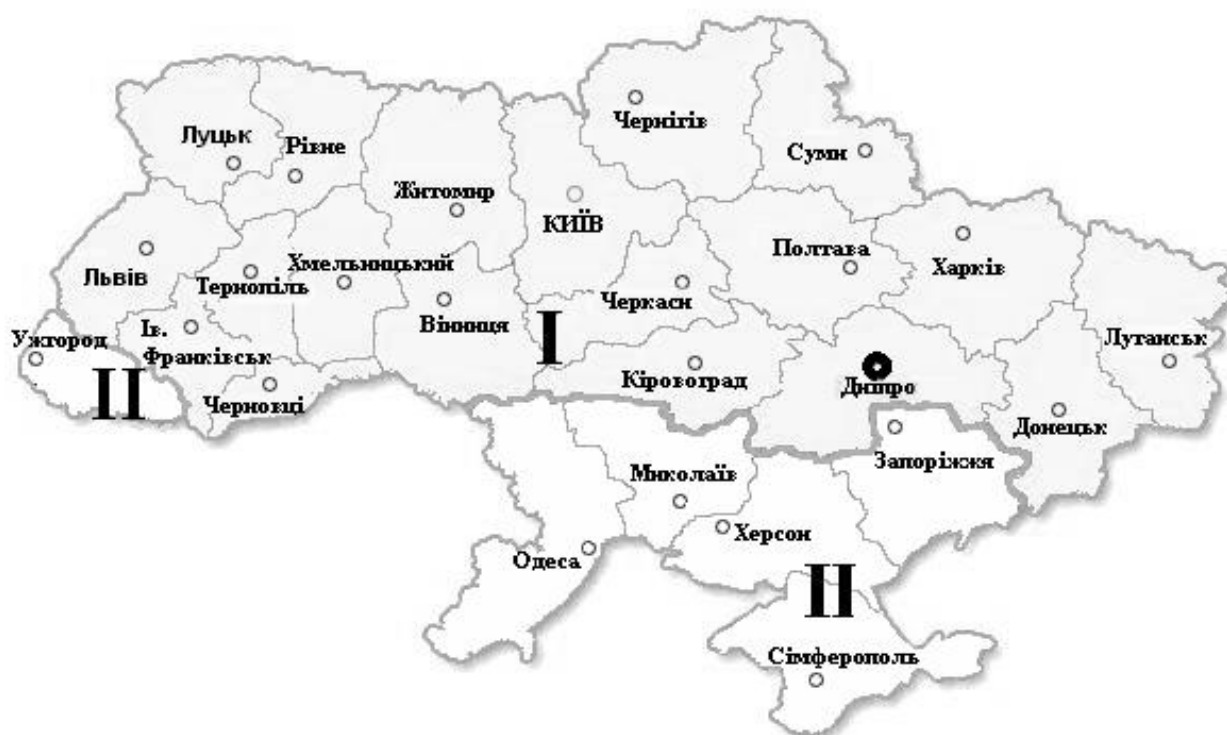 Чернігів
Луцьк
Рівне
Суми
Житомир
КИЇВ
Полтава
Львів
Тернопіль
Хмельницький
Черкаси
Харків
Ужгород
Ів.
Франківськ
Вінниця
I
Луганськ
II
Черновці
Кіровоград
Дніпро
Донецьк
Запоріжжя
Миколаїв
Херсон
Одеса
II
Сімферополь